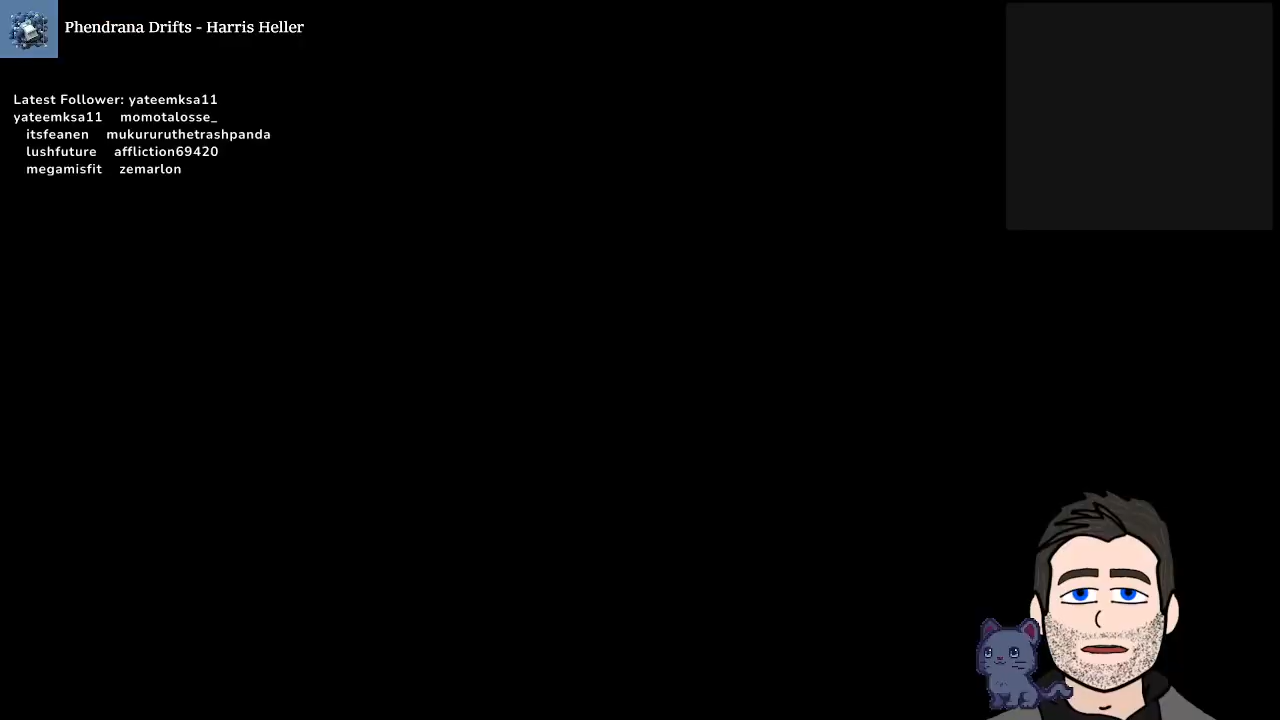 Phendrana Drifts - Harris Heller
Latest Follower: yateemksa11
yateemksa11 momotalosse_
itsfeanen mukururuthetrashpanda
lushfuture affliction69420
megamisfit zemarlon